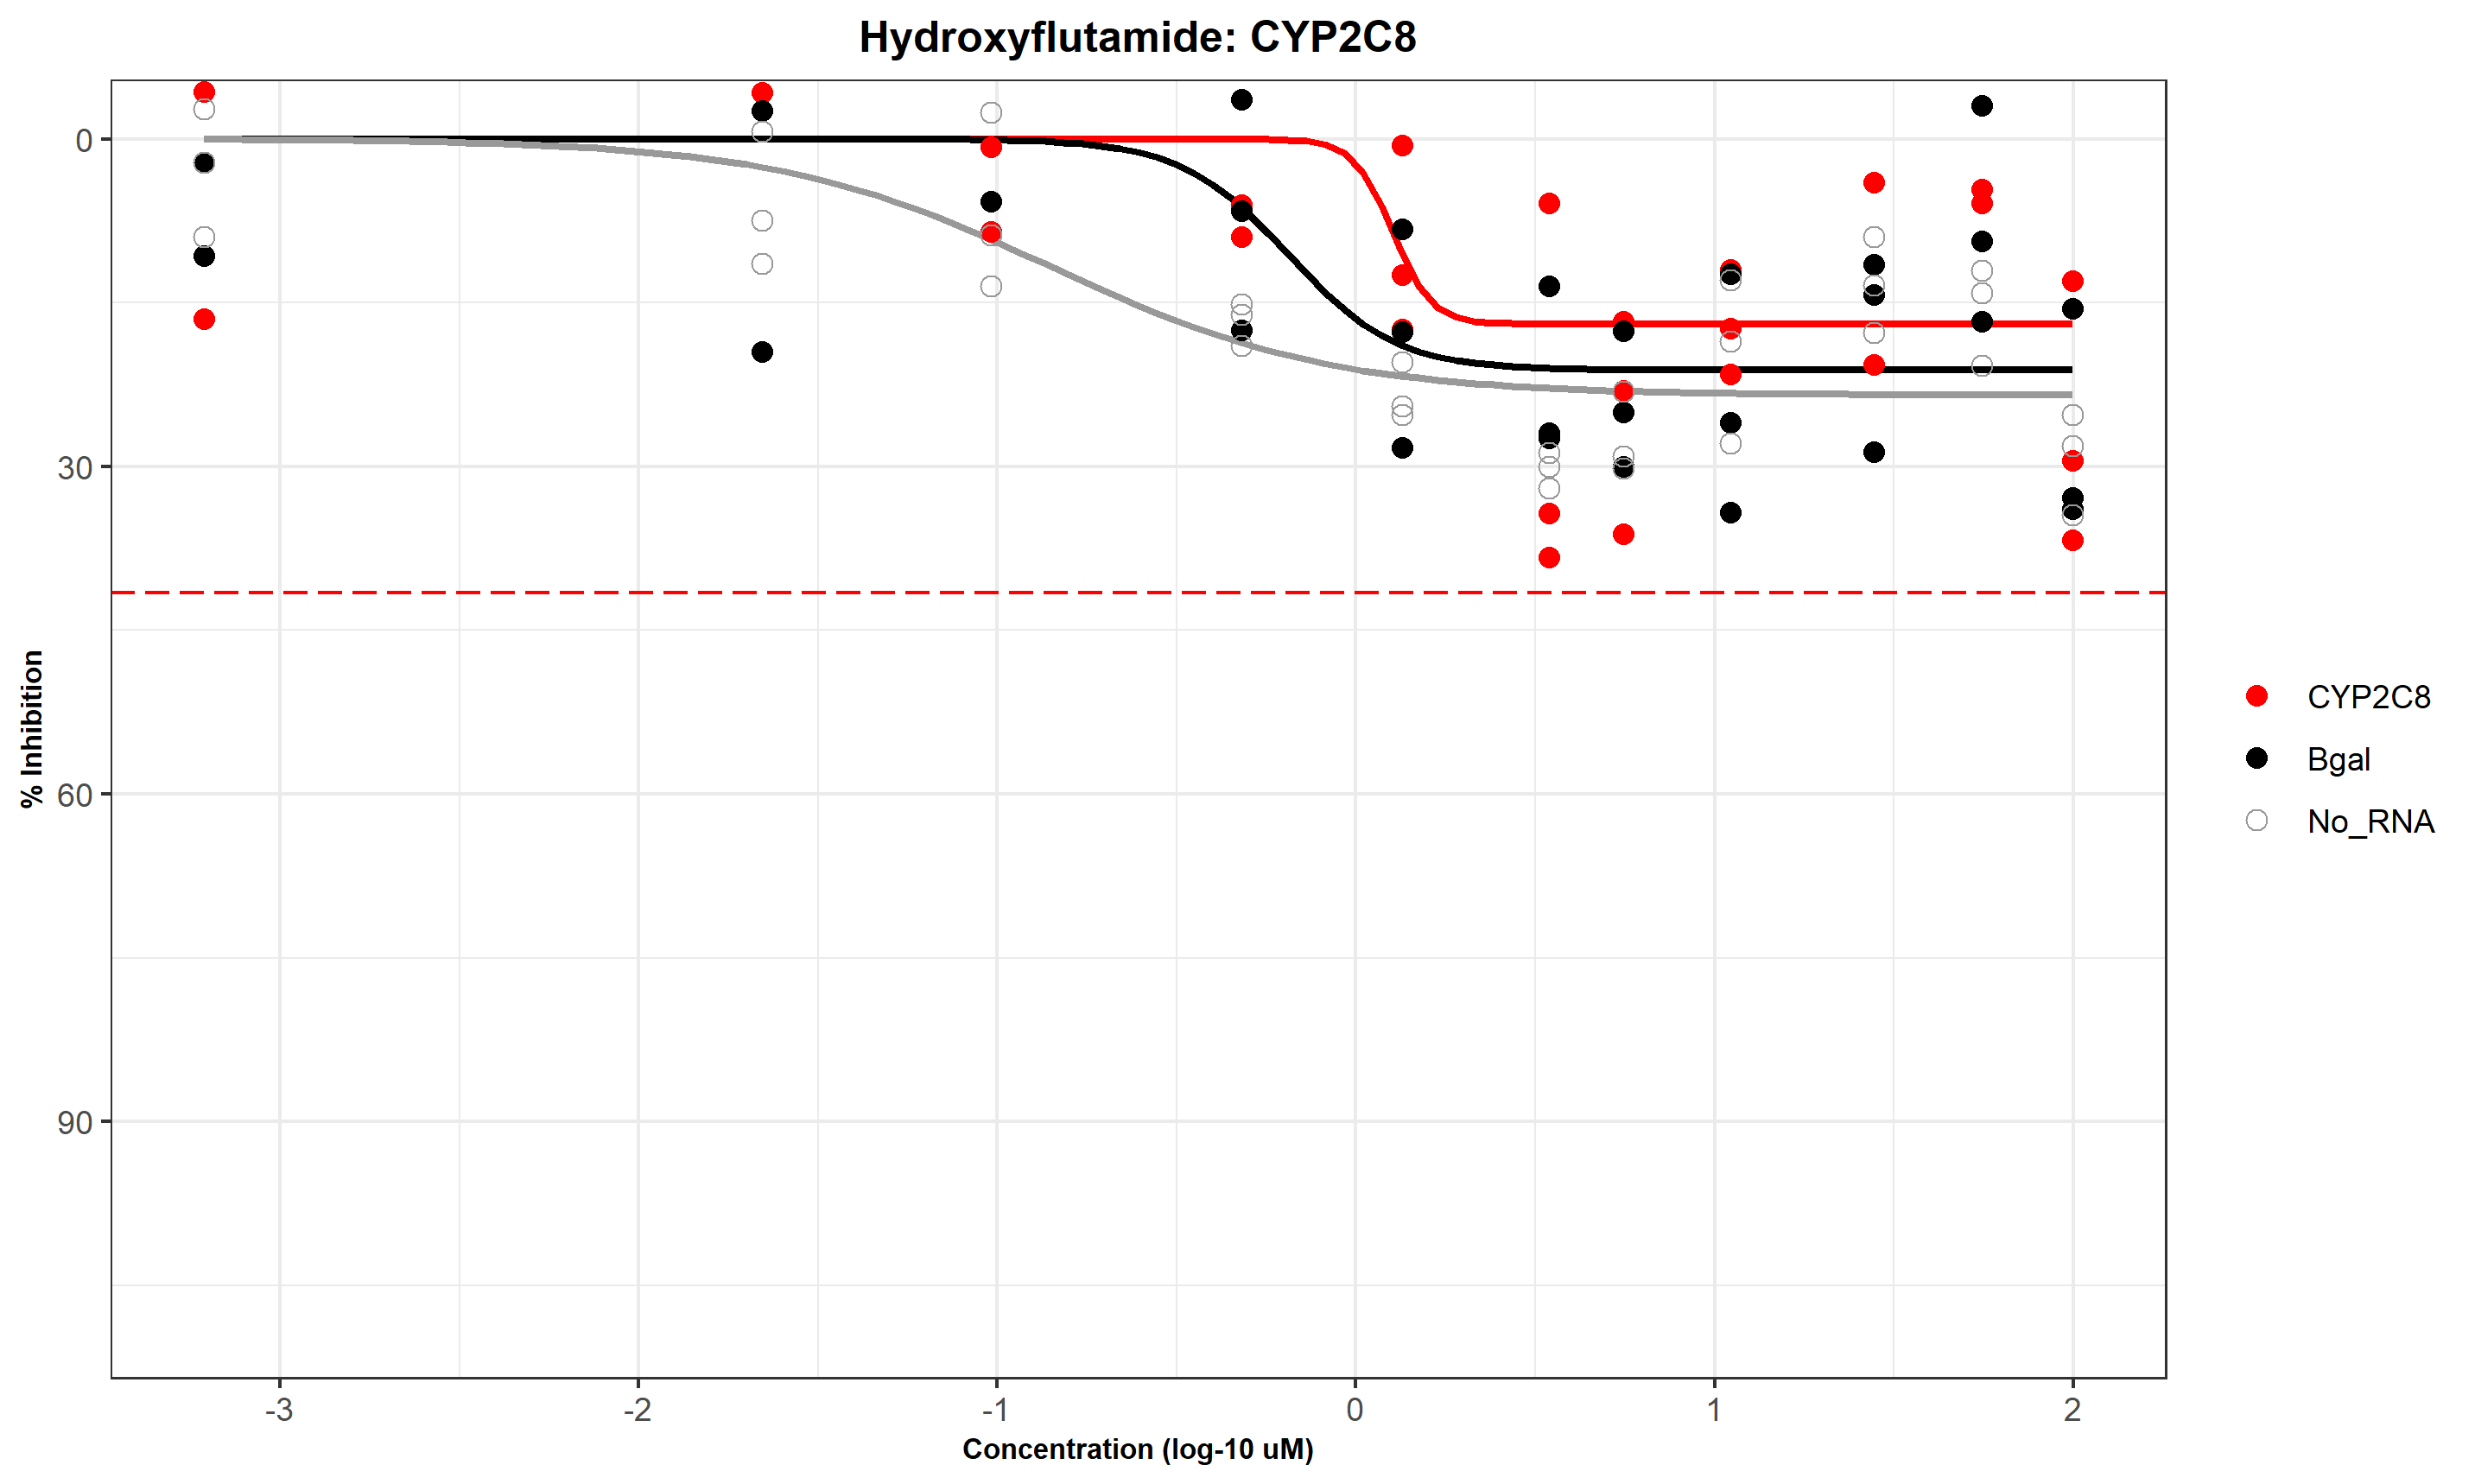 Hydroxyflutamide: CYP2C8
0
30
60
90
% Inhibition
-3
-2
-1
0
1
2
Concentration (log-10 uM)
CYP2C8
Bgal
No_RNA